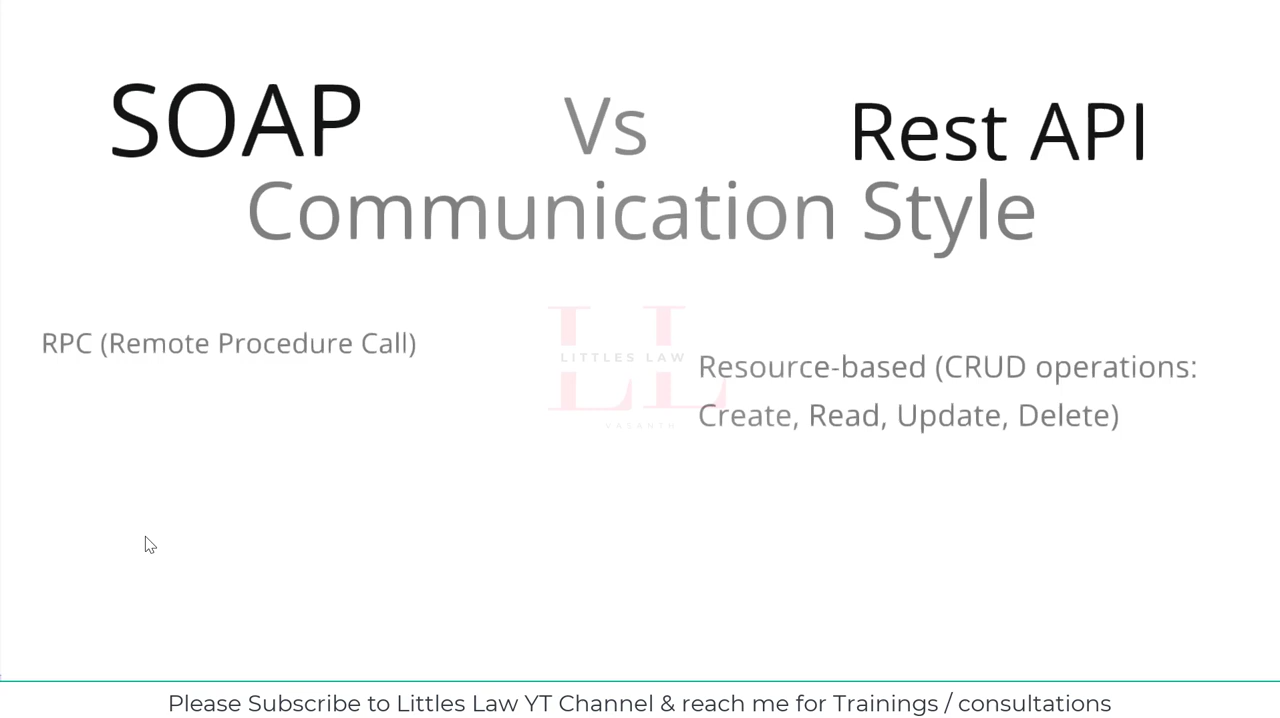 SOAP Vs Rest API
Communication Style
RPC (Remote Procedure Call)
LITTLES LAW
Resource-based (CRUD operations:
Create, Read, Update, Delete)
VASANTH
Please Subscribe to Littles Law YT Channel & reach me for Trainings / consultations